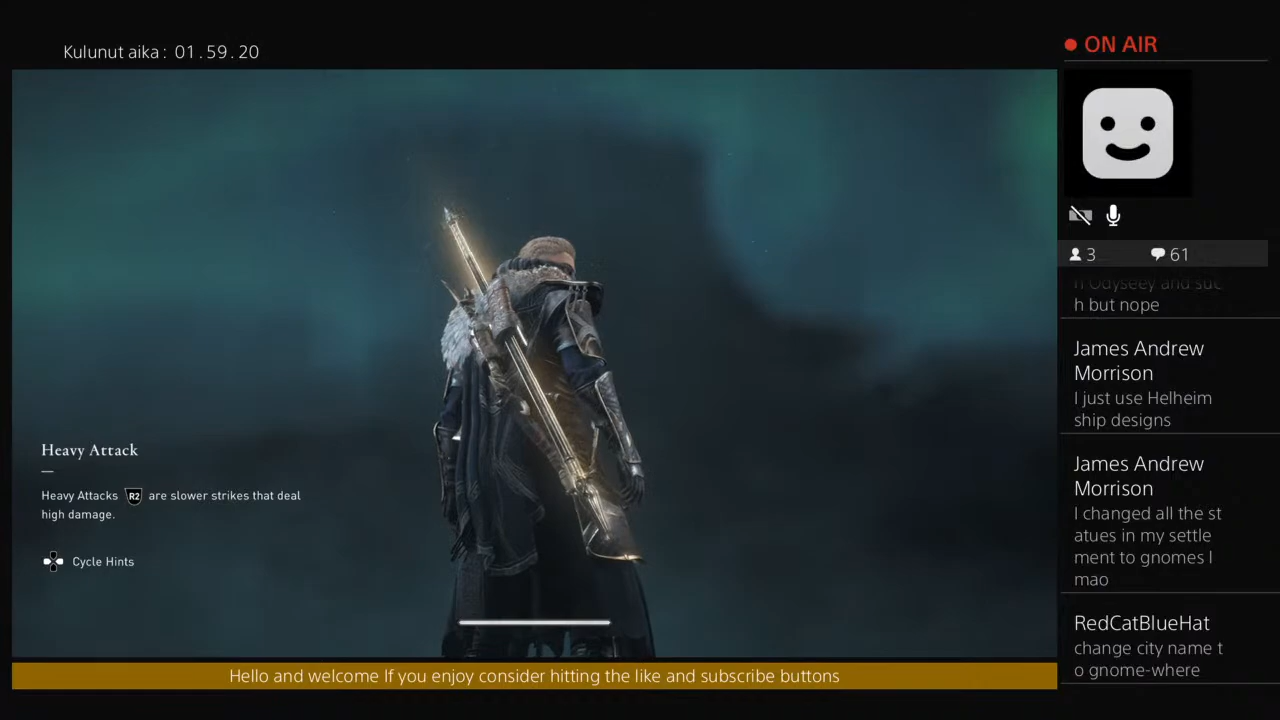 Kulunut aika : 01.59.20
ON AIR
3
61
h but nope
James Andrew
Morrison
I just use Helheim
ship designs
James Andrew
Morrison
I changed all the st
atues in my settle
ment to gnomes l
mao
RedCatBlueHat
change city name t
o gnome-where
Heavy Attack
Heavy Attacks R2 are slower strikes that deal
high damage.
Cycle Hints
Hello and welcome If you enjoy consider hitting the like and subscribe buttons